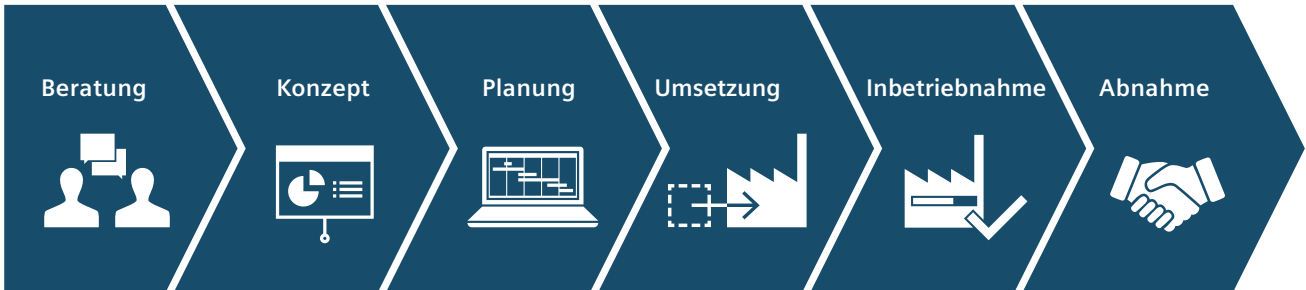 Beratung
Konzept
Planung
Umsetzung
Inbetriebnahme
Abnahme